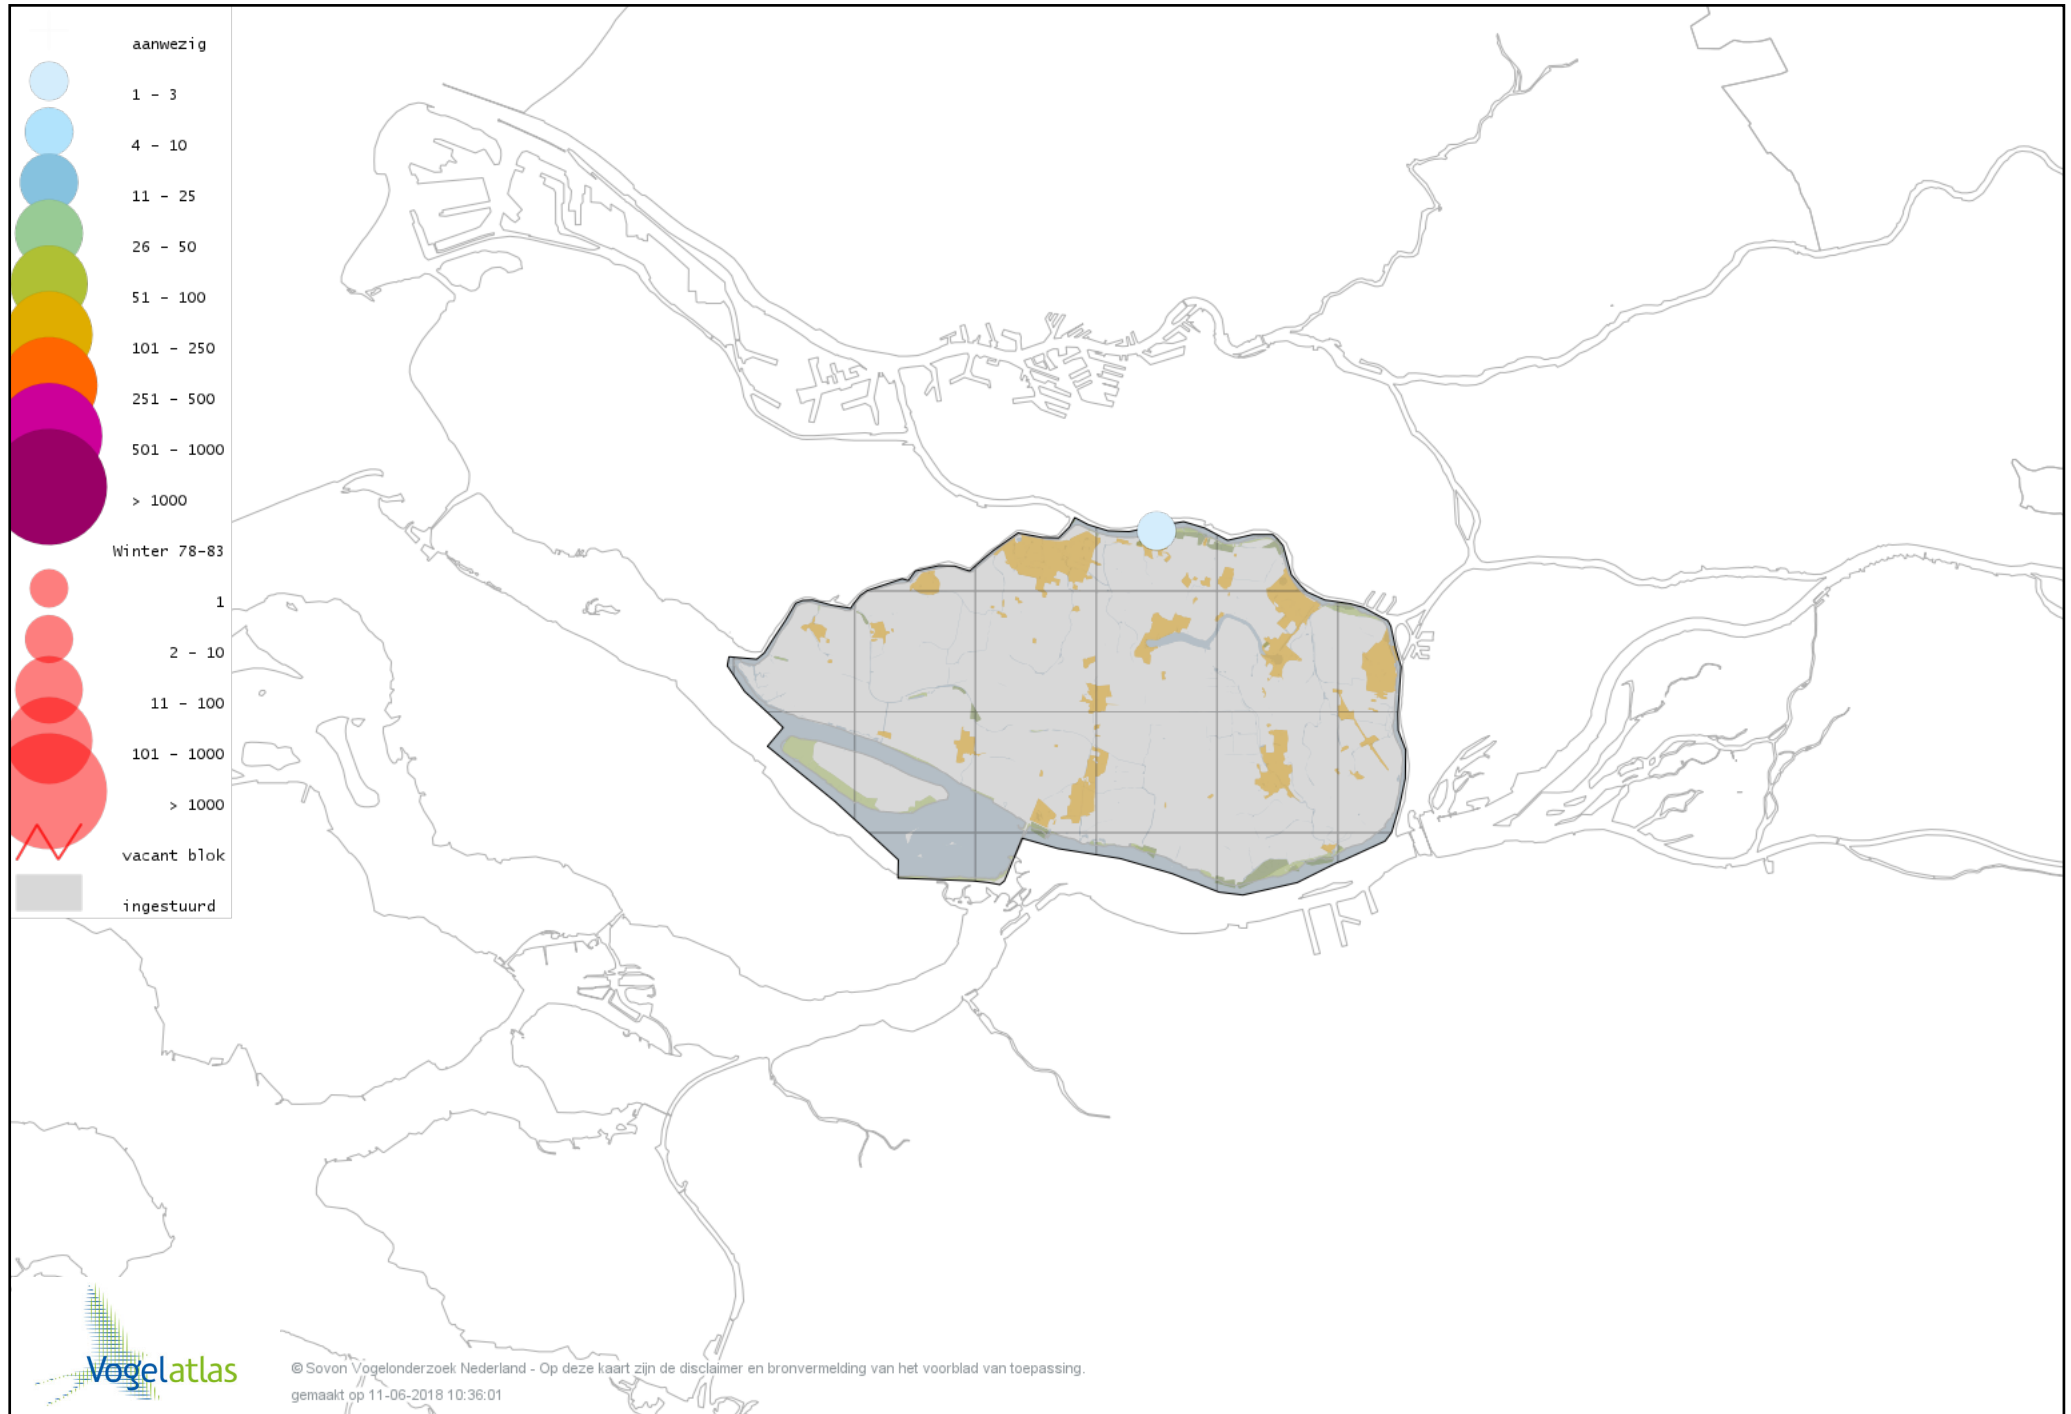 aanwezig
1 - 3
4 - 10
11 - 25
26 - 50
51 - 100
101 - 250
251 - 500
501 - 1000
> 1000
Winter 78-83
1
2 - 10
11 - 100
101 - 1000
> 1000
vacant blok
ingestuurd
Vogelatlas
© Sovon Vogelonderzoek Nederland - Op deze kaart zijn de disclaimer en bronvermelding van het voorblad van toepassing.
gemaakt op 11-06-2018 10:36:01